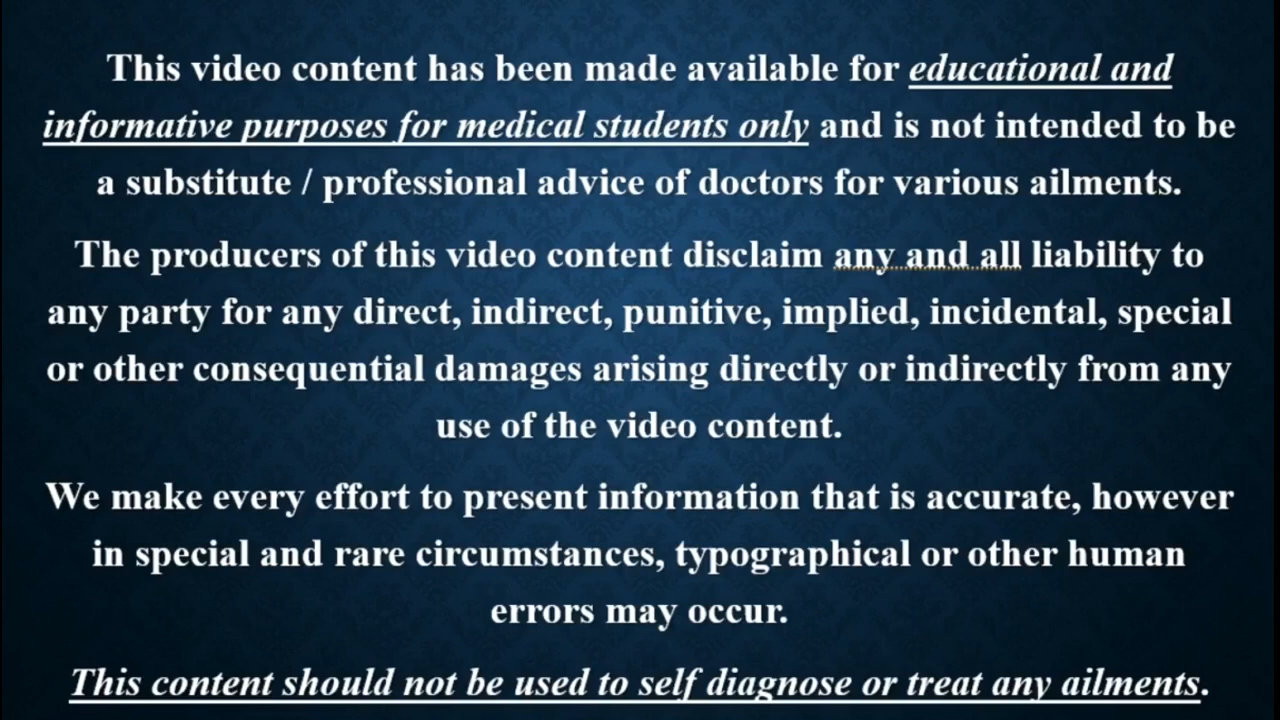 This video content has been made available for educational and
informative purposes for medical students only and is not intended to be
a substitute / professional advice of doctors for various ailments.
The producers of this video content disclaim any and all liability to
any party for any direct, indirect, punitive, implied, incidental, special
or other consequential damages arising directly or indirectly from any
use of the video content.
We make every effort to present information that is accurate, however
in special and rare circumstances, typographical or other human
errors may occur.
This content should not be used to self diagnose or treat any ailments.